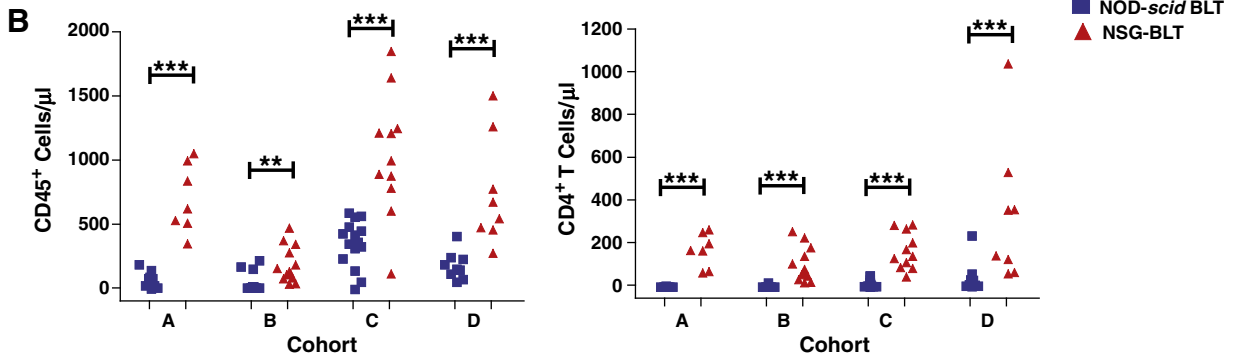 B
NOD-scid BLT
NSG-BLT
CD45+ Cells/μl
2000
1500
1000
500
0
***
**
***
***
A B C D
Cohort
CD4+ T Cells/μl
1200
1000
800
600
400
200
0
***
***
***
***
A B C D
Cohort